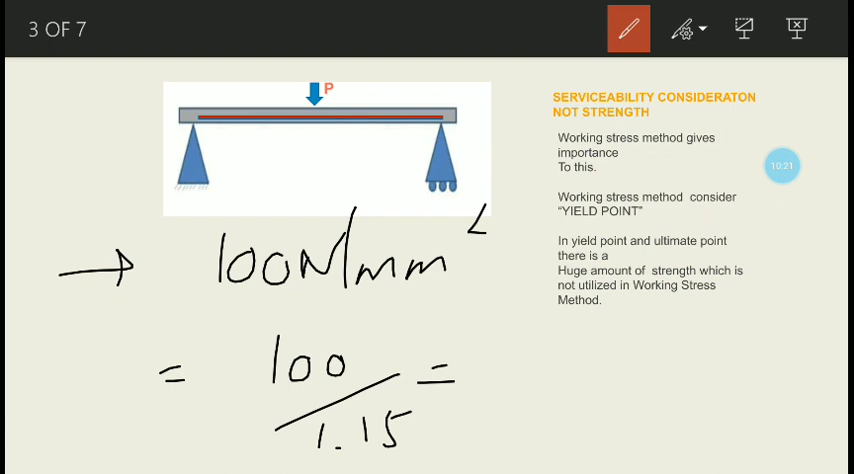 3 OF 7
P
SERVICEABILITY CONSIDERATON
NOT STRENGTH
Working stress method gives
importance
To this.
10:21
Working stress method consider
“YIELD POINT”
In yield point and ultimate point
there is a
Huge amount of strength which is
not utilized in Working Stress
Method.
→ 100N/mm²
= 100/1.15 =